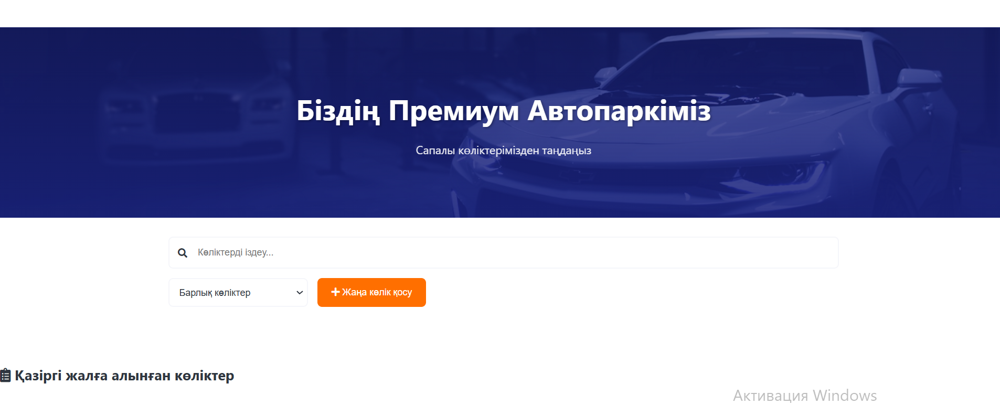 Біздің Премиум Автопаркіміз
Сапалы көліктерімізден таңдаңыз
Көліктерді іздеу...
Барлық көліктер
Жаңа көлік қосу
Қазіргі жалға алынған көліктер
Активация Windows